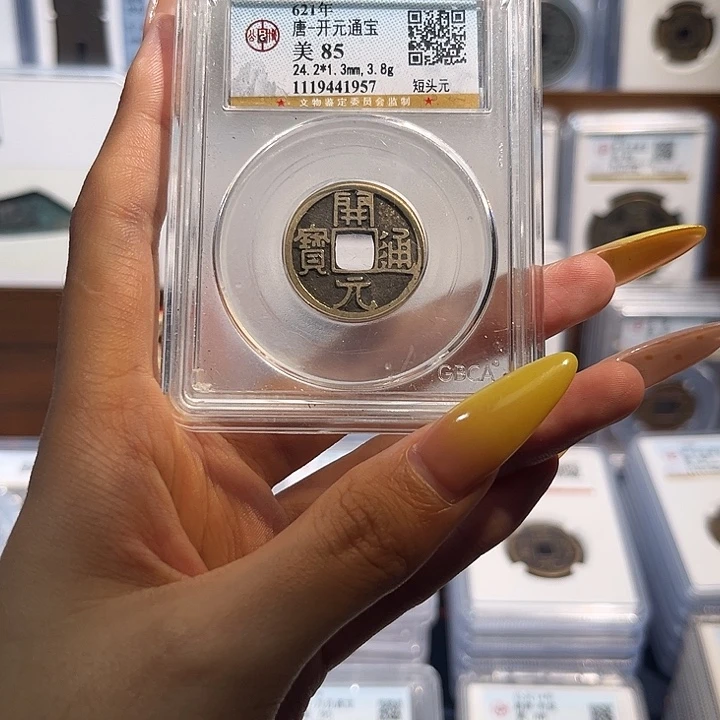 621年
唐-开元通宝
美 85
24.2*1.3mm,3.8g
1119441957 短头元
★ 文物鉴定委员会监制 ★
開
寶 通
元
GBCA